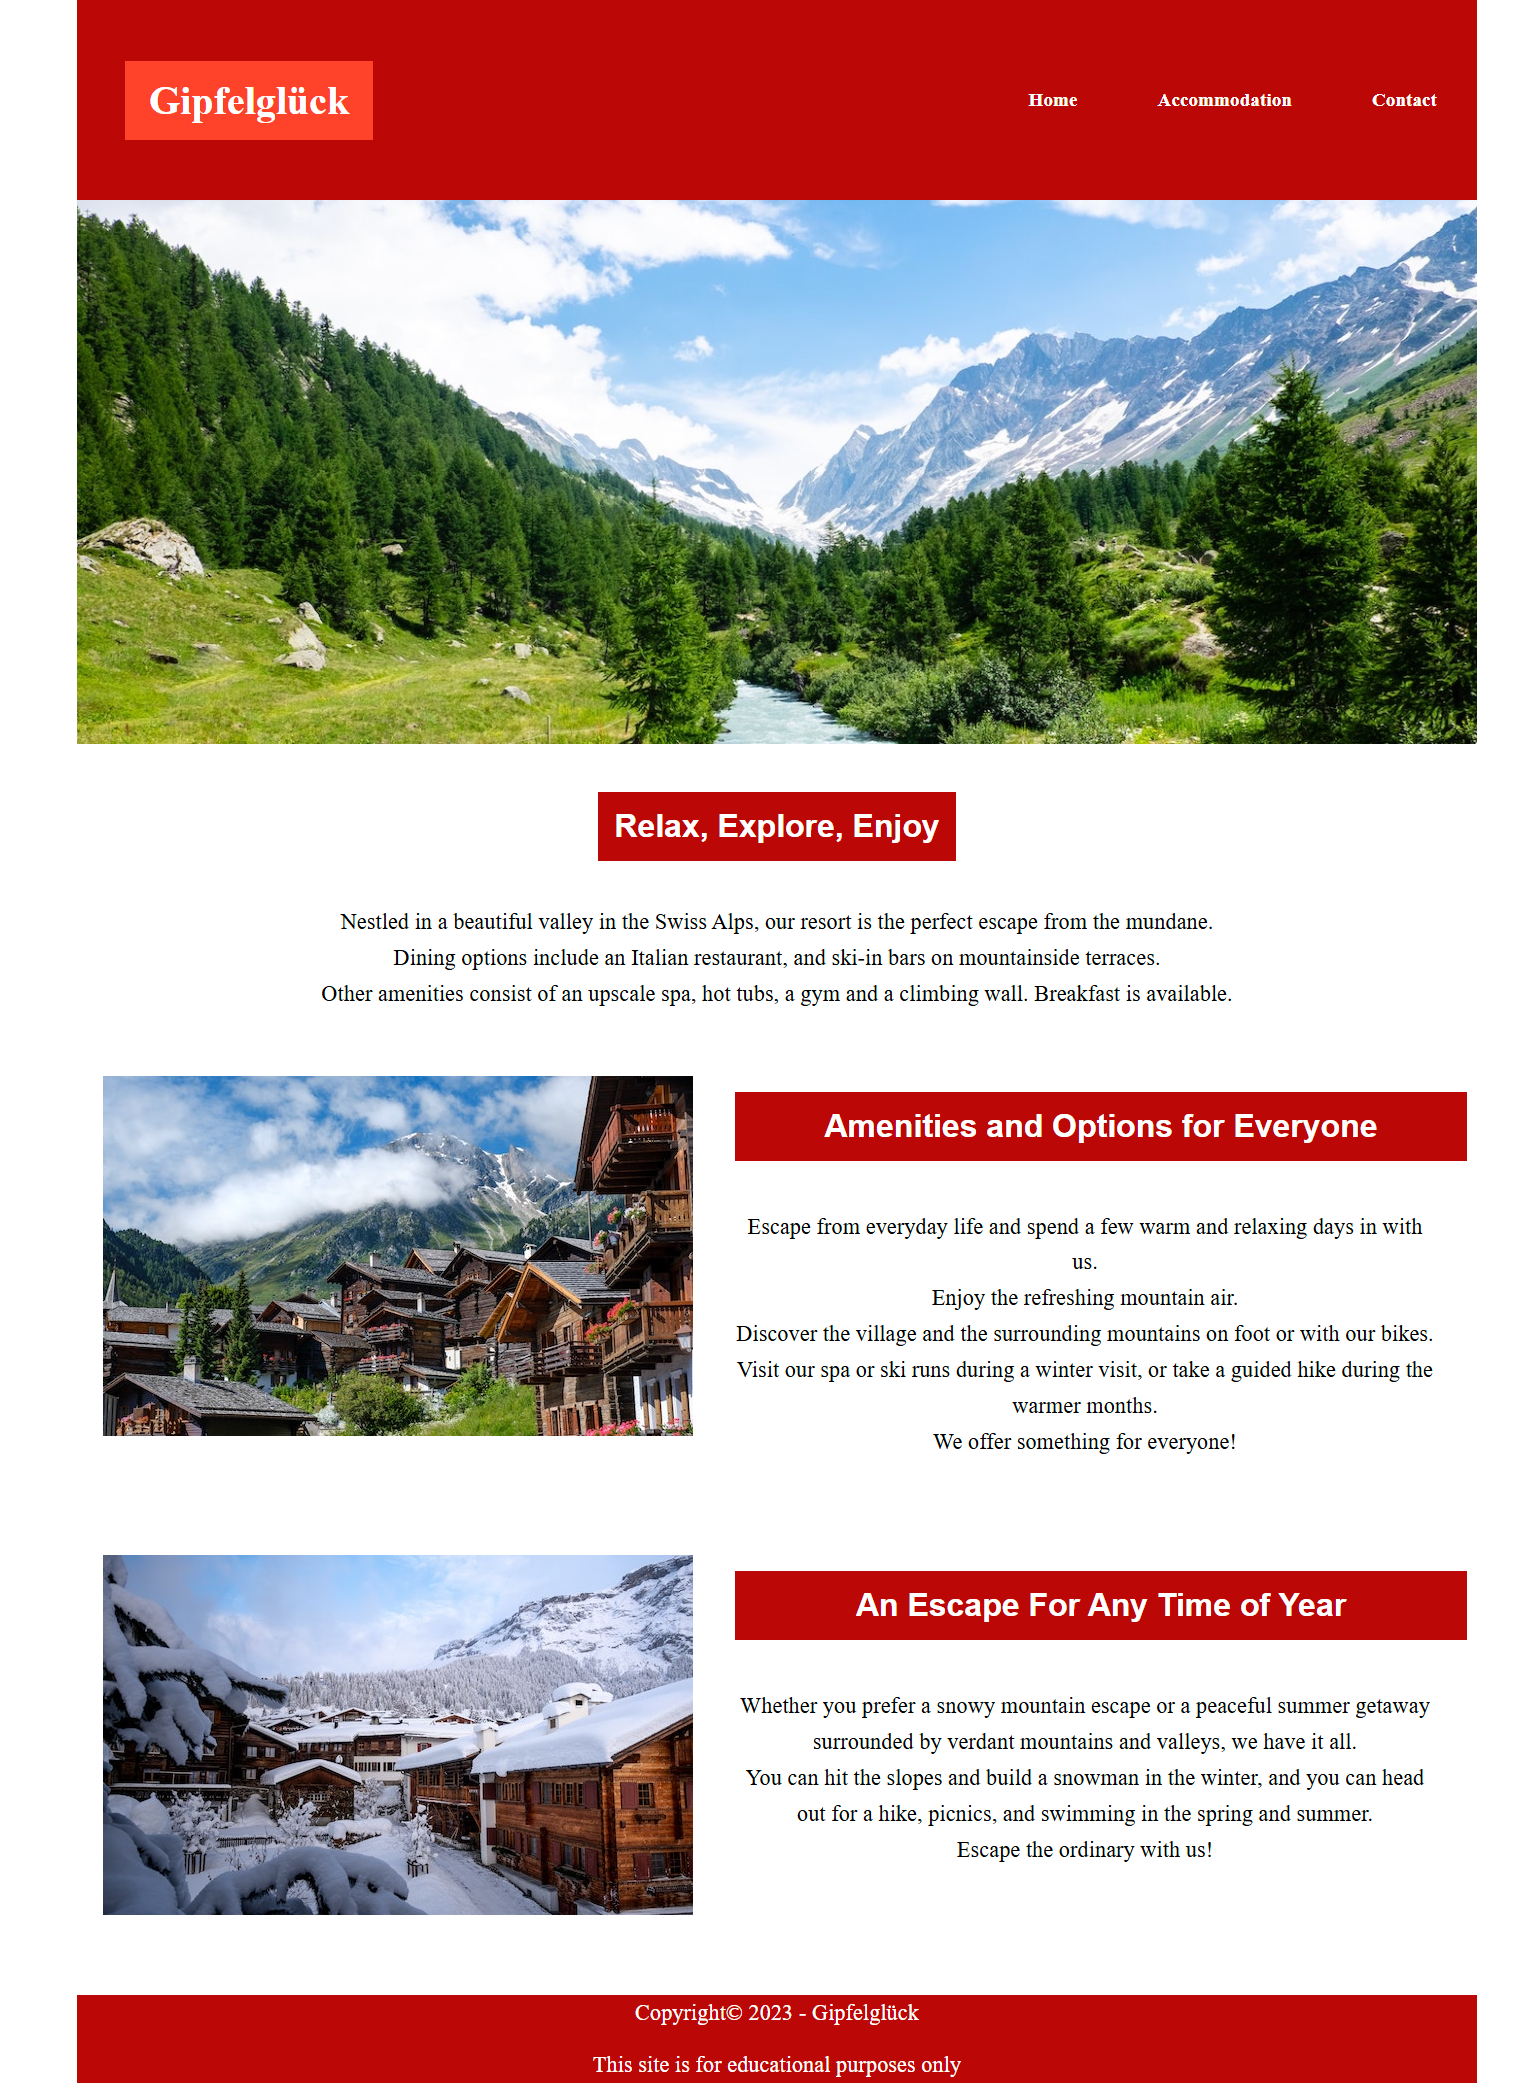 Gipfelglück
Home Accommodation Contact
Relax, Explore, Enjoy
Nestled in a beautiful valley in the Swiss Alps, our resort is the perfect escape from the mundane.
Dining options include an Italian restaurant, and ski-in bars on mountainside terraces.
Other amenities consist of an upscale spa, hot tubs, a gym and a climbing wall. Breakfast is available.
Amenities and Options for Everyone
Escape from everyday life and spend a few warm and relaxing days in with
us.
Enjoy the refreshing mountain air.
Discover the village and the surrounding mountains on foot or with our bikes.
Visit our spa or ski runs during a winter visit, or take a guided hike during the
warmer months.
We offer something for everyone!
An Escape For Any Time of Year
Whether you prefer a snowy mountain escape or a peaceful summer getaway
surrounded by verdant mountains and valleys, we have it all.
You can hit the slopes and build a snowman in the winter, and you can head
out for a hike, picnics, and swimming in the spring and summer.
Escape the ordinary with us!
Copyright© 2023 - Gipfelglück
This site is for educational purposes only